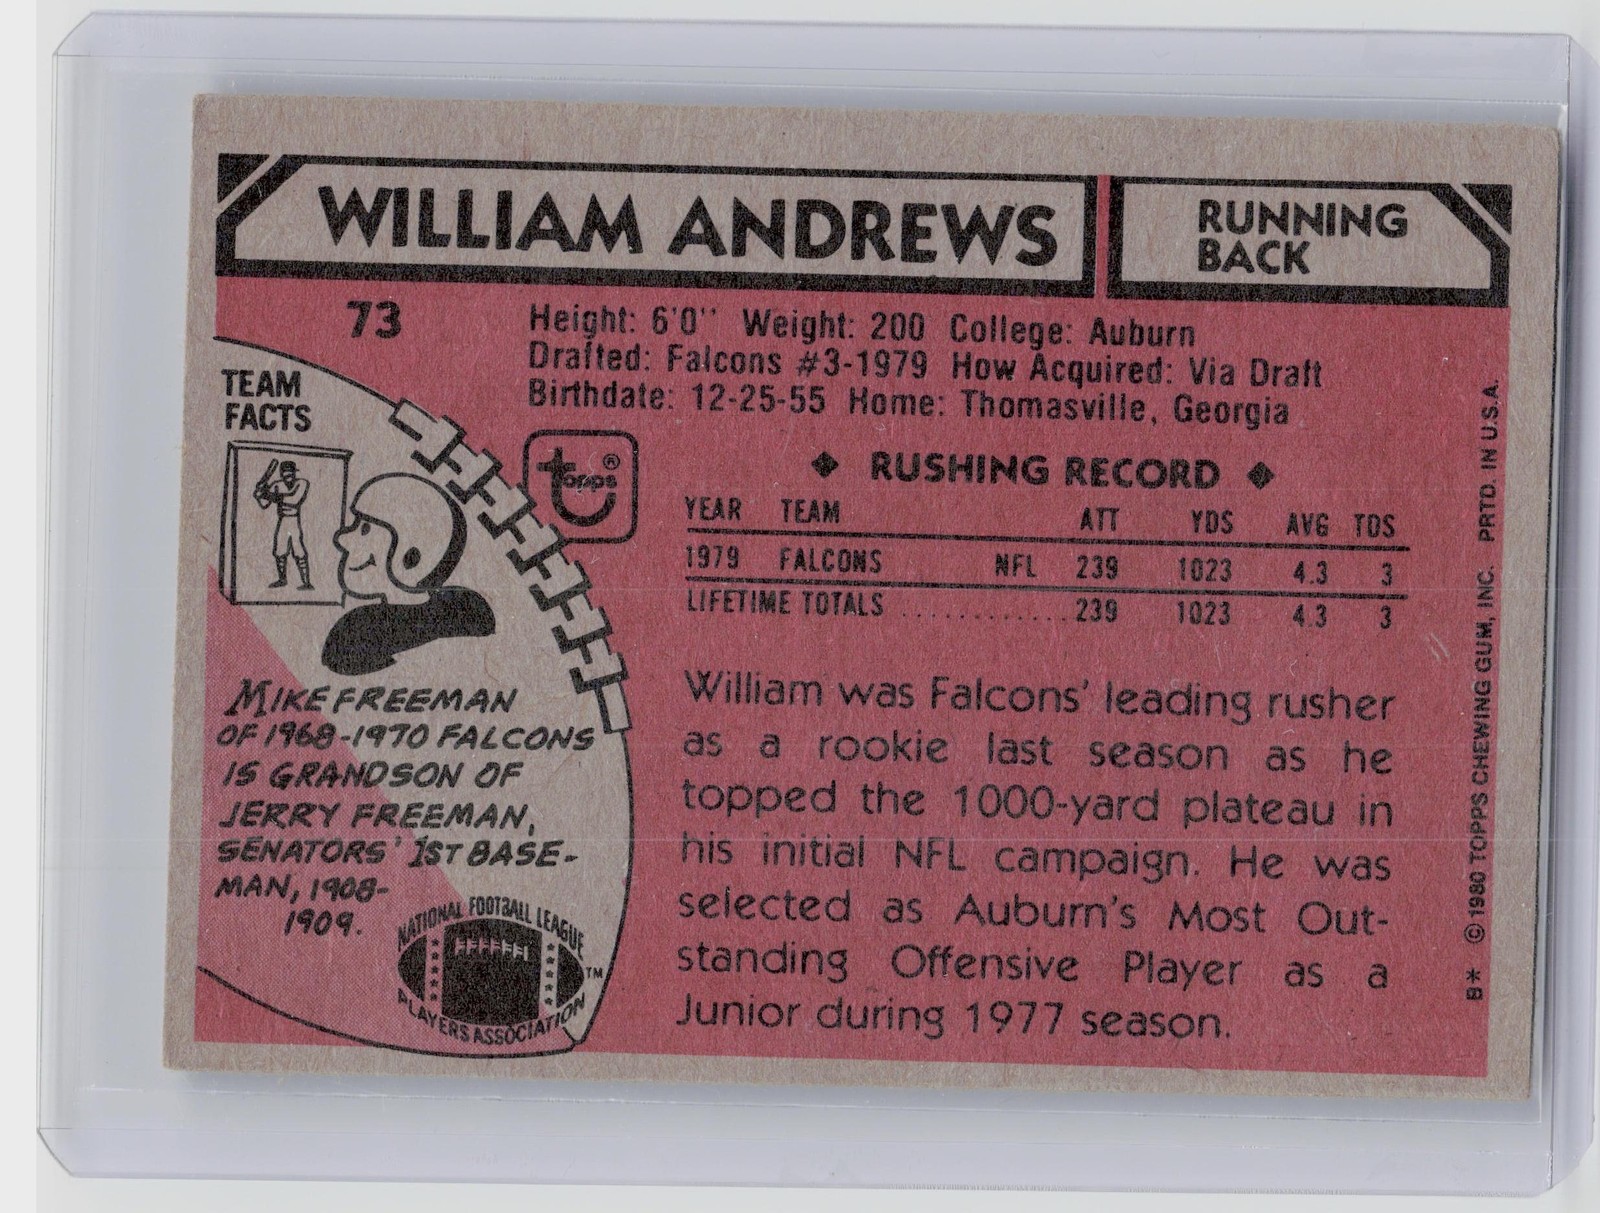 WILLIAM ANDREWS
RUNNING
BACK
73
Height: 6'0" Weight: 200 College: Auburn
Drafted: Falcons #3-1979 How Acquired: Via Draft
Birthdate: 12-25-55 Home: Thomasville, Georgia
TEAM
FACTS
topps®
◆ RUSHING RECORD ◆
YEAR TEAM ATT YDS AVG TDS
1979 FALCONS NFL 239 1023 4.3 3
LIFETIME TOTALS ............ 239 1023 4.3 3
William was Falcons' leading rusher
as a rookie last season as he
topped the 1000-yard plateau in
his initial NFL campaign. He was
selected as Auburn's Most Out-
standing Offensive Player as a
Junior during 1977 season.
MIKE FREEMAN
OF 1968-1970 FALCONS
IS GRANDSON OF
JERRY FREEMAN,
SENATORS' 1ST BASE-
MAN, 1908-
1909.
NATIONAL FOOTBALL LEAGUE
PLAYERS ASSOCIATION
TM
B* © 1980 TOPPS CHEWING GUM, INC. PRTD. IN U.S.A.